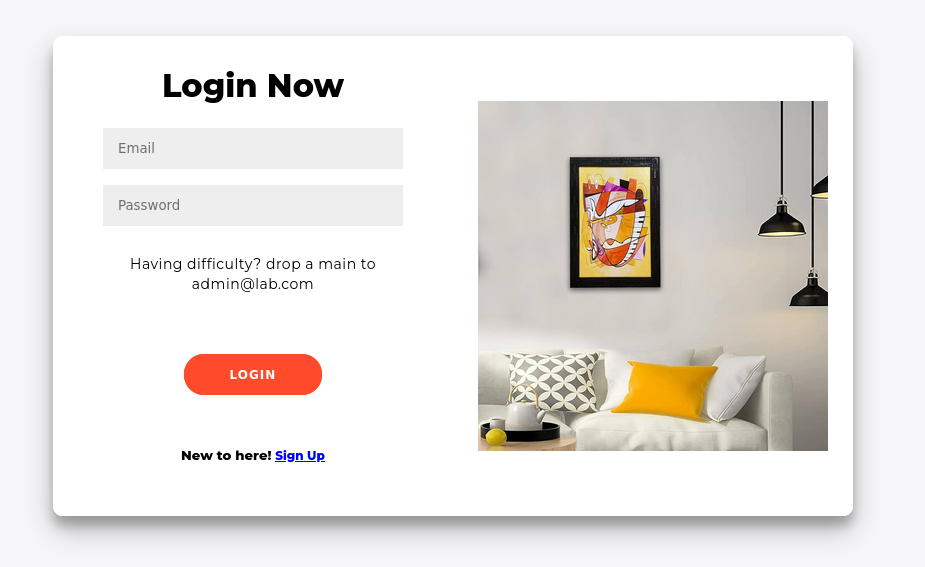 Login Now
Email
Password
Having difficulty? drop a main to
admin@lab.com
LOGIN
New to here! Sign Up